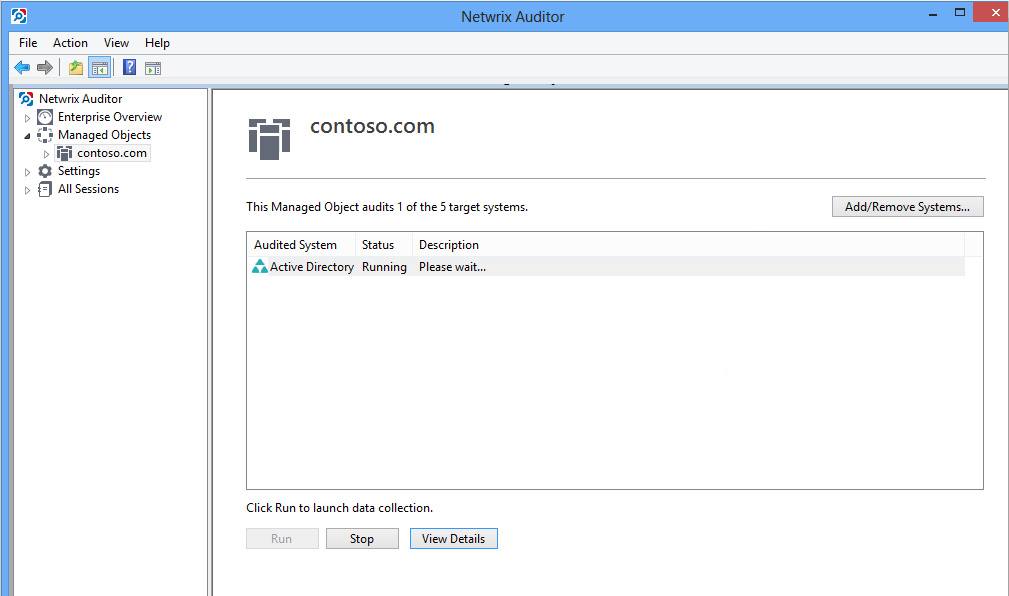 Netwrix Auditor
File Action View Help
Netwrix Auditor
Enterprise Overview
Managed Objects
contoso.com
Settings
All Sessions
contoso.com
This Managed Object audits 1 of the 5 target systems.
Add/Remove Systems...
Audited System Status Description
Active Directory Running Please wait...
Click Run to launch data collection.
Run Stop View Details